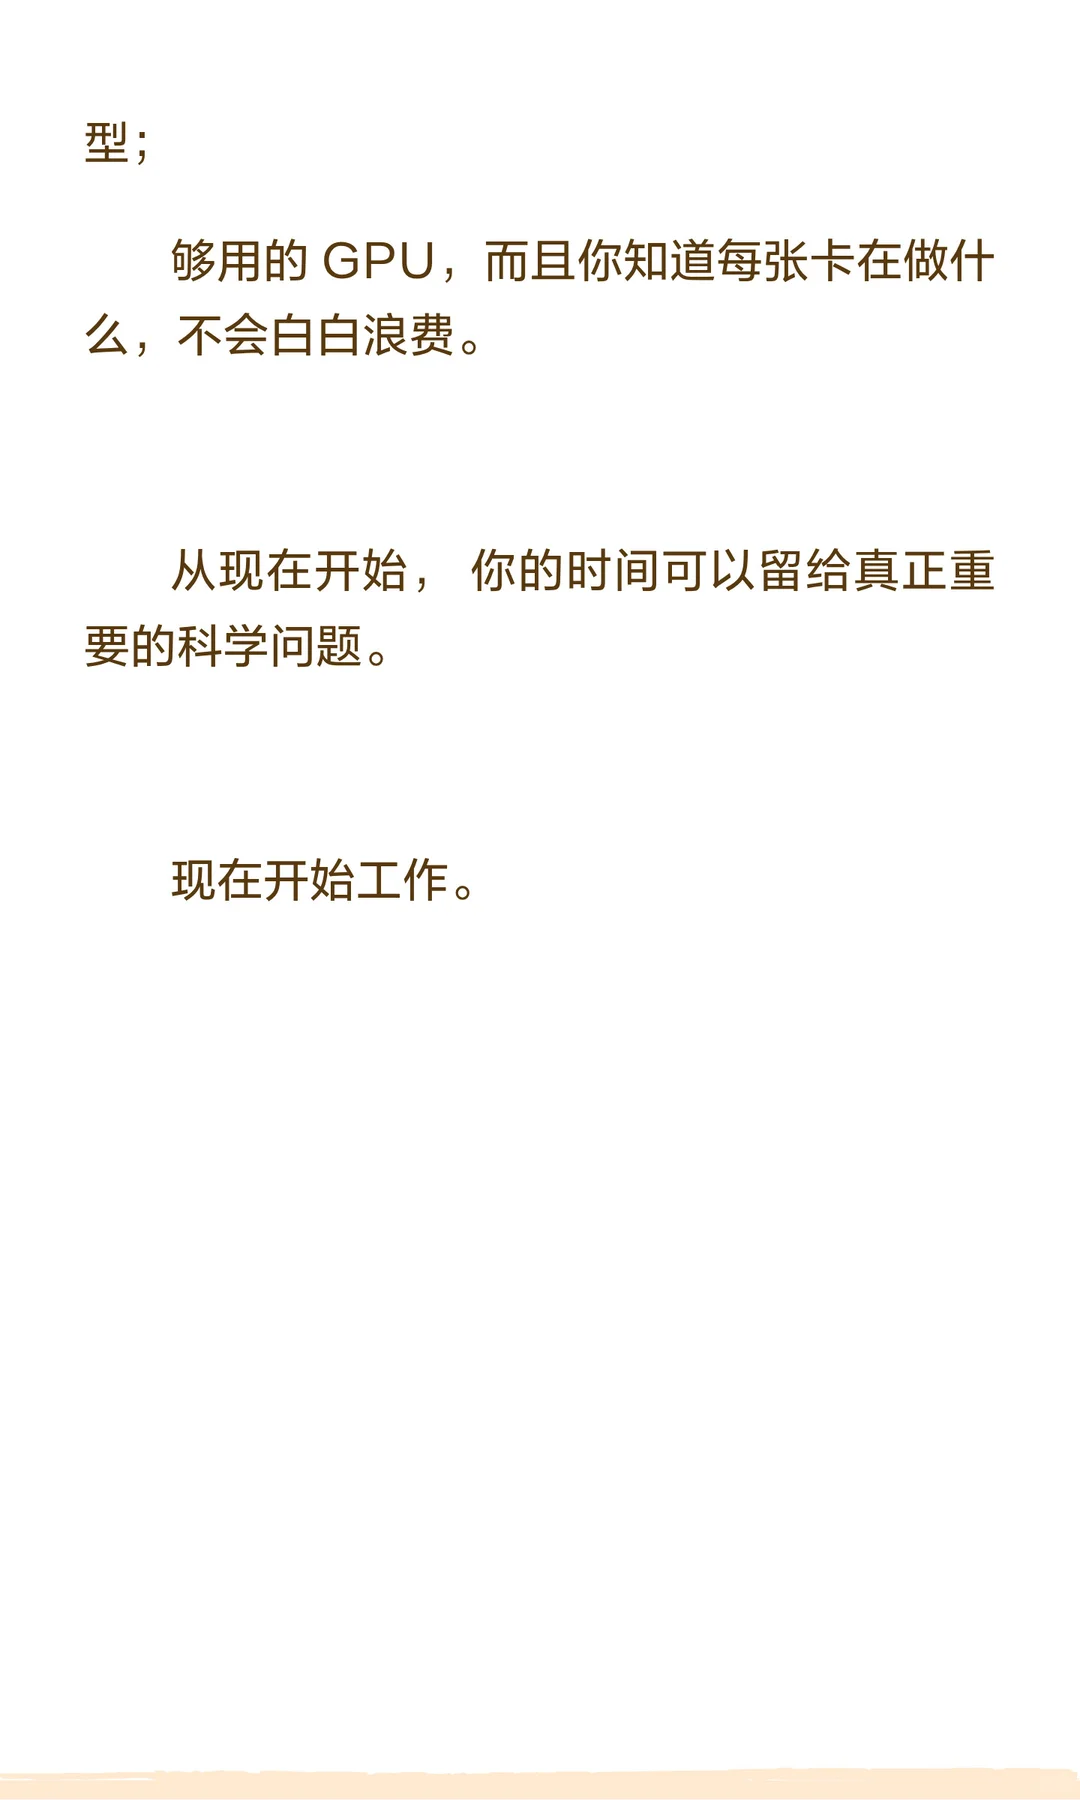 型；
够用的 GPU，而且你知道每张卡在做什
么，不会白白浪费。
从现在开始， 你的时间可以留给真正重
要的科学问题。
现在开始工作。